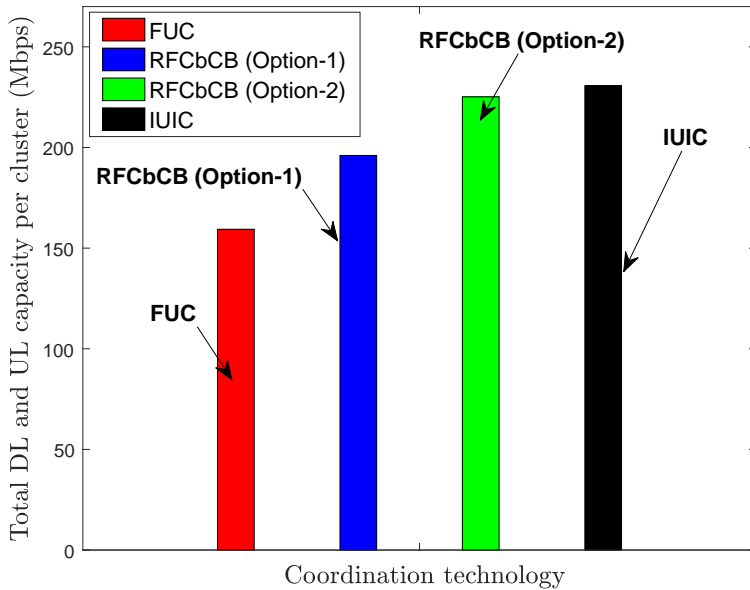 Total DL and UL capacity per cluster (Mbps)
250
200
150
100
50
0
FUC
RFCbCB (Option-1)
RFCbCB (Option-2)
IUIC
RFCbCB (Option-2)
IUIC
RFCbCB (Option-1)
FUC
Coordination technology